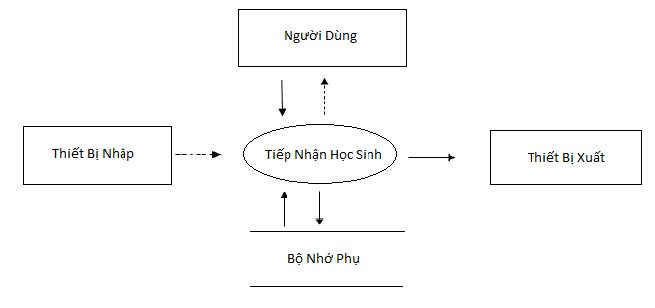 Người Dùng
Thiết Bị Nhập
Tiếp Nhận Học Sinh
Thiết Bị Xuất
Bộ Nhớ Phụ